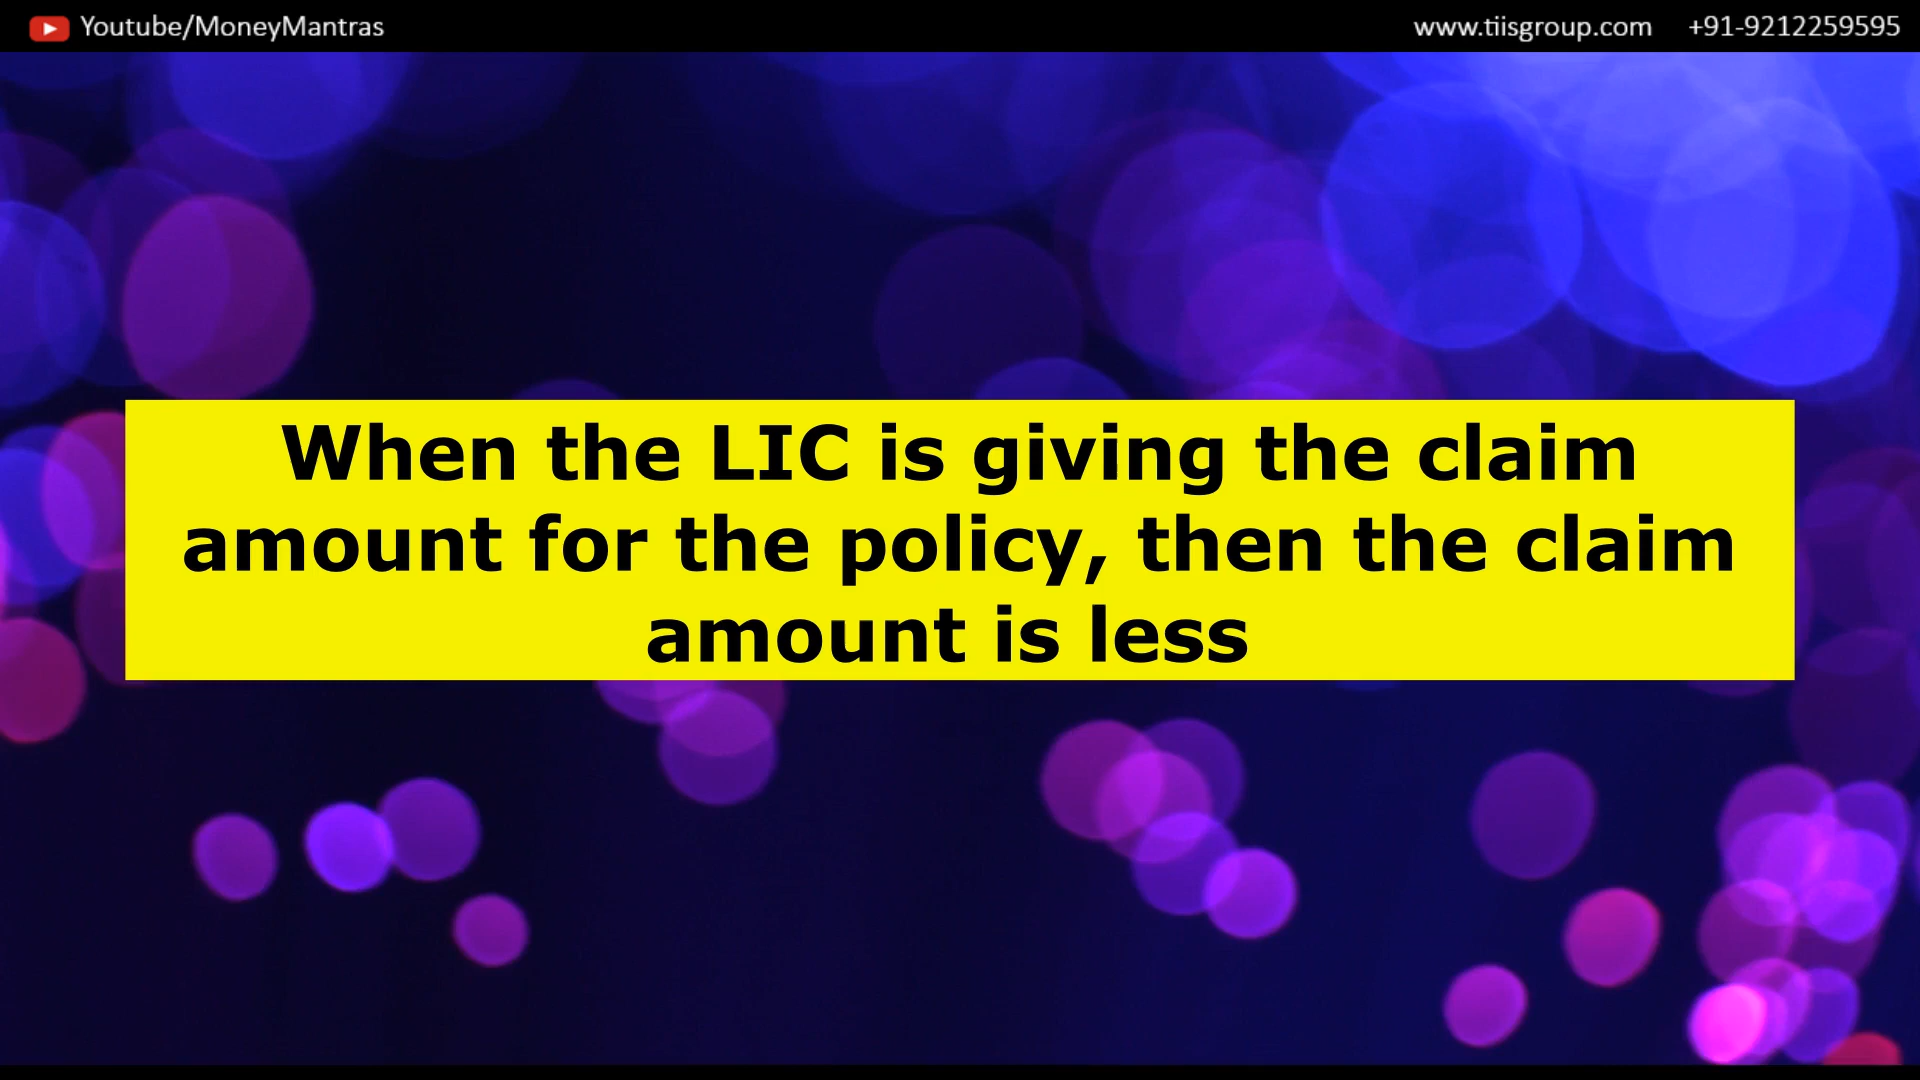 Youtube/MoneyMantras
www.tiisgroup.com +91-9212259595
When the LIC is giving the claim
amount for the policy, then the claim
amount is less